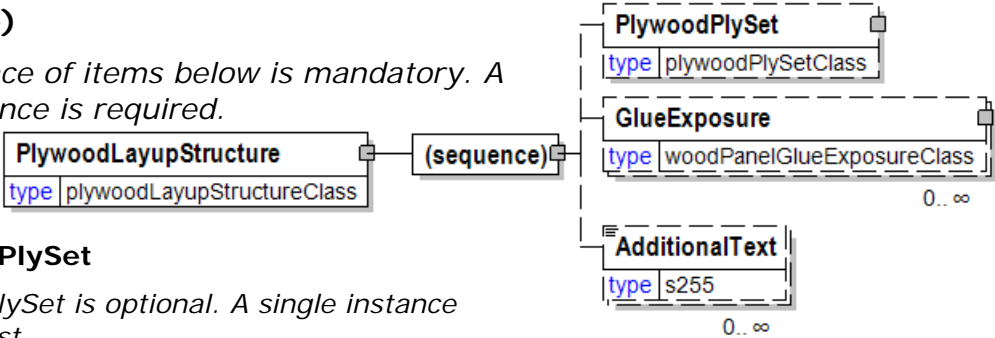 )
ce of items below is mandatory. A
nce is required.
PlywoodLayupStructure
type plywoodLayupStructureClass
(sequence)
PlywoodPlySet
type plywoodPlySetClass
GlueExposure
type woodPanelGlueExposureClass
0.. ∞
AdditionalText
type s255
0.. ∞
PlySet
lySet is optional. A single instance